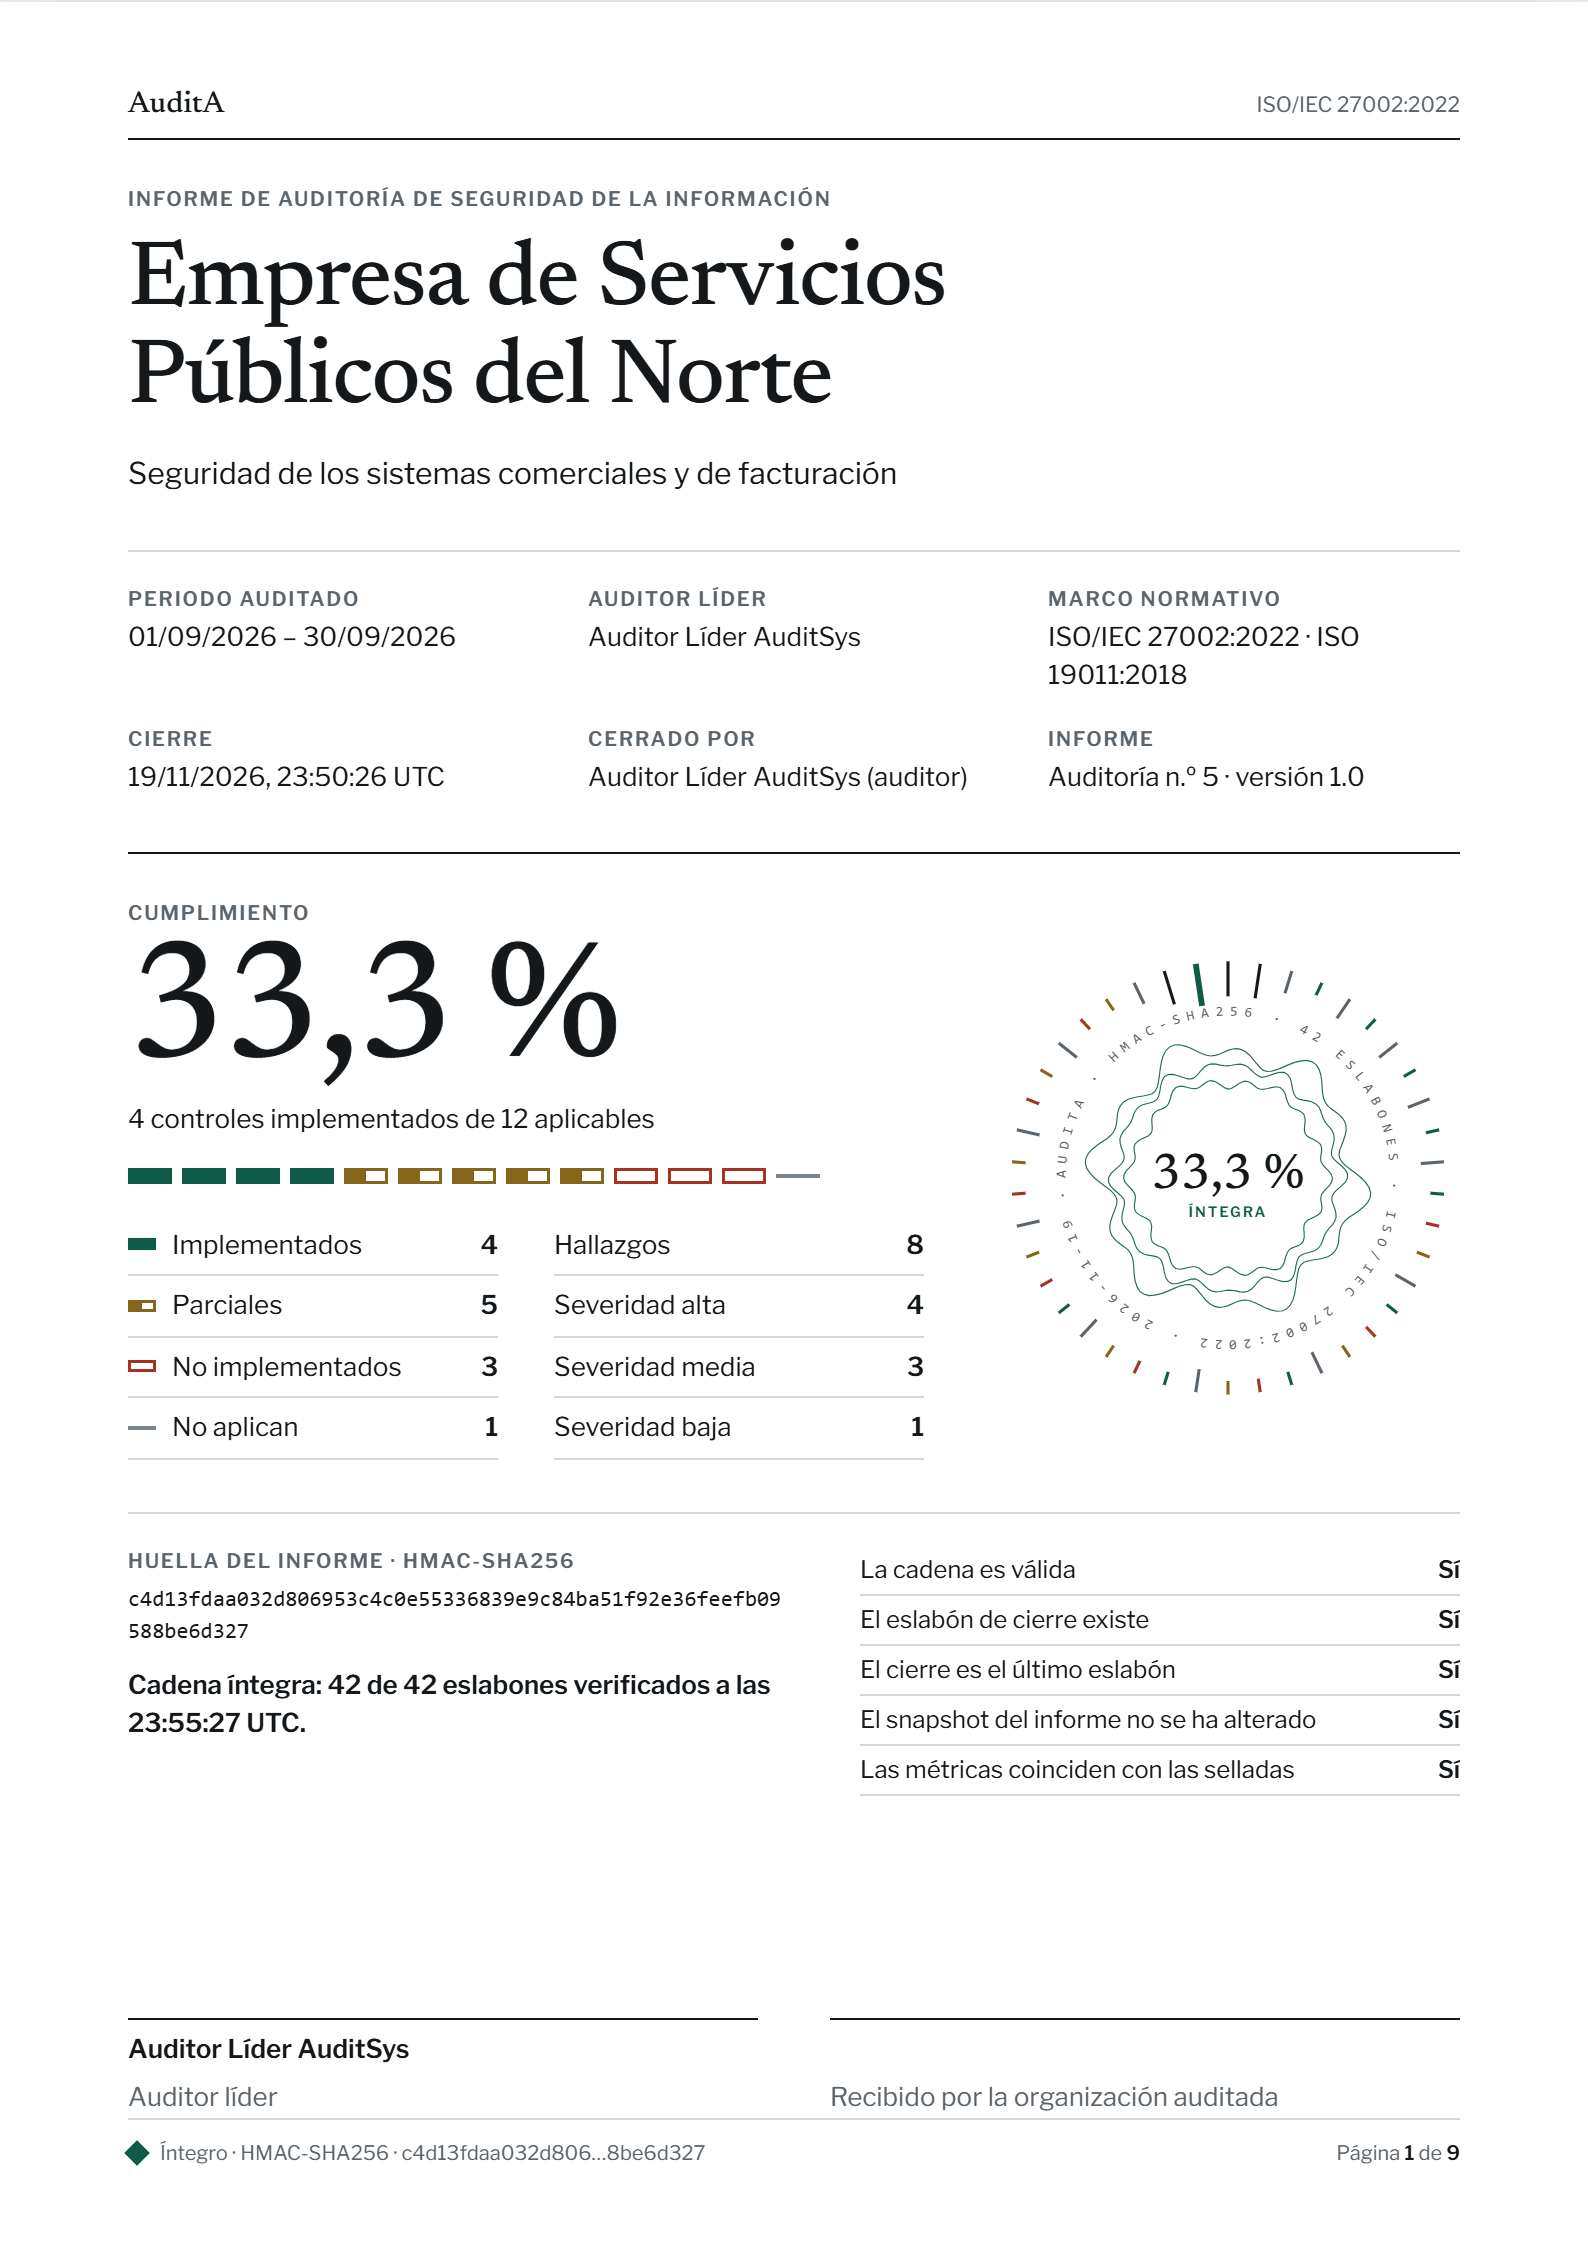 AuditA
ISO/IEC 27002:2022
INFORME DE AUDITORÍA DE SEGURIDAD DE LA INFORMACIÓN
Empresa de Servicios
Públicos del Norte
Seguridad de los sistemas comerciales y de facturación
PERIODO AUDITADO
01/09/2026 – 30/09/2026
AUDITOR LÍDER
Auditor Líder AuditSys
MARCO NORMATIVO
ISO/IEC 27002:2022 · ISO
19011:2018
CIERRE
19/11/2026, 23:50:26 UTC
CERRADO POR
Auditor Líder AuditSys (auditor)
INFORME
Auditoría n.º 5 · versión 1.0
CUMPLIMIENTO
33,3 %
4 controles implementados de 12 aplicables
Implementados 4
Parciales 5
No implementados 3
No aplican 1
Hallazgos 8
Severidad alta 4
Severidad media 3
Severidad baja 1
· AUDITA · HMAC-SHA256 · 42 ESLABONES · ISO/IEC 27002:2022 · 2026-11-19
33,3 %
ÍNTEGRA
HUELLA DEL INFORME · HMAC-SHA256
c4d13fdaa032d806953c4c0e55336839e9c84ba51f92e36feefb09
588be6d327
Cadena íntegra: 42 de 42 eslabones verificados a las
23:55:27 UTC.
La cadena es válida Sí
El eslabón de cierre existe Sí
El cierre es el último eslabón Sí
El snapshot del informe no se ha alterado Sí
Las métricas coinciden con las selladas Sí
Auditor Líder AuditSys
Auditor líder
Recibido por la organización auditada
Íntegro · HMAC-SHA256 · c4d13fdaa032d806…8be6d327
Página 1 de 9